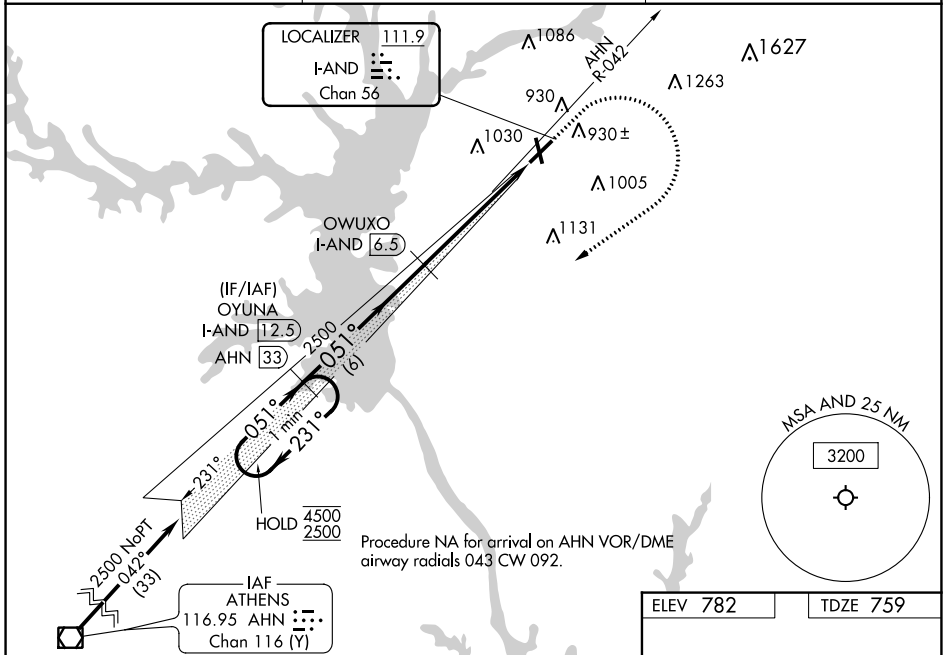 LOCALIZER 111.9
I-AND
Chan 56
1086
AHN
R-042
1627
1263
930
1030
930±
1005
1131
OWUXO
I-AND 6.5
(IF/IAF)
OYUNA
I-AND 12.5
AHN 33
2500
051°
(6)
051°
1 min
231°
231°
HOLD 4500
2500
2500 NoPT
042°
(33)
Procedure NA for arrival on AHN VOR/DME
airway radials 043 CW 092.
IAF
ATHENS
116.95 AHN
Chan 116 (Y)
MSA AND 25 NM
3200
ELEV 782
TDZE 759